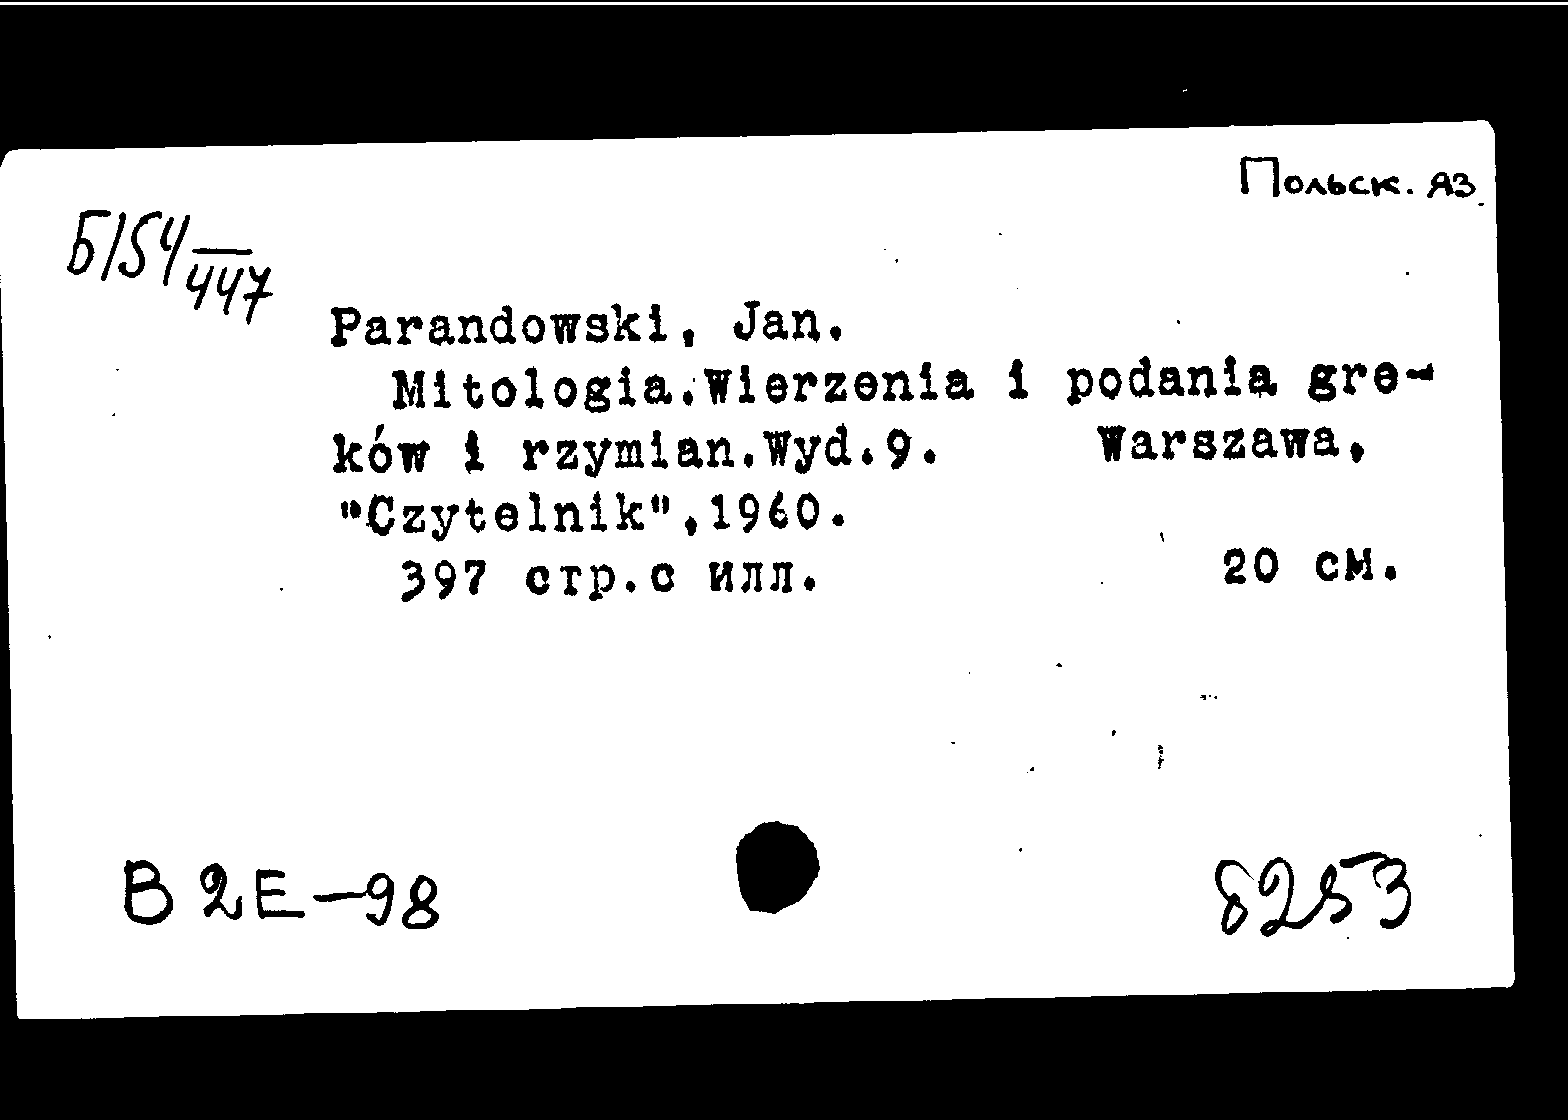 Польск. яз.
Б154
447
Parandowski, Jan.
Mitologia.Wierzenia i podania gre-
ków i rzymian.Wyd.9. Warszawa,
"Czytelnik",1960.
397 стр.с илл. 20 см.
В 2Е-98
8253